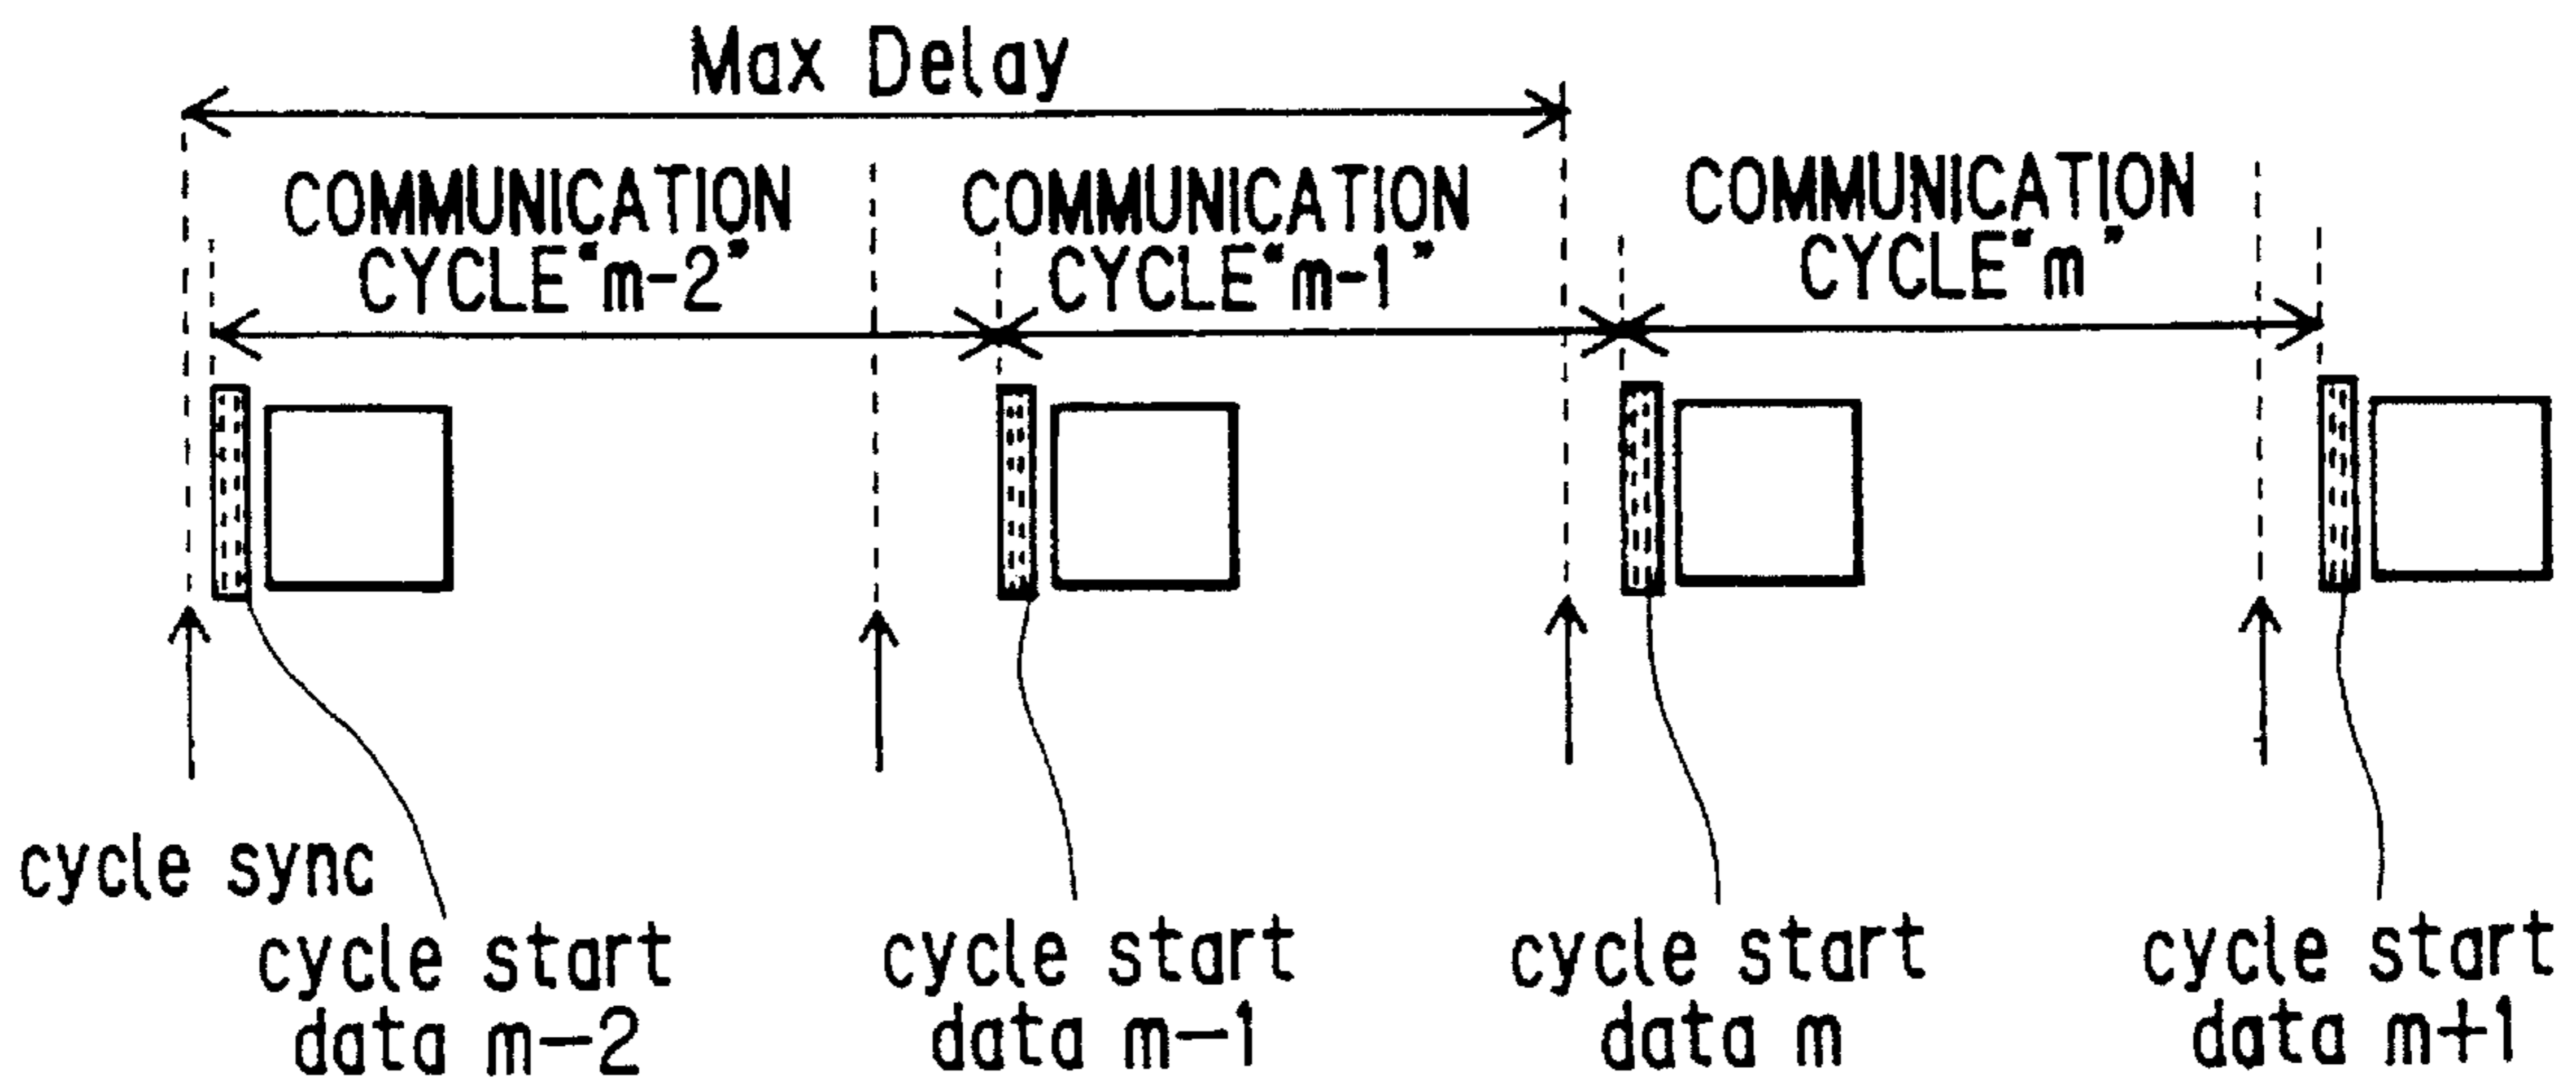 Max Delay
COMMUNICATION
CYCLE“m-2”
COMMUNICATION
CYCLE“m-1”
COMMUNICATION
CYCLE“m”
cycle sync
cycle start
data m-2
cycle start
data m-1
cycle start
data m
cycle start
data m+1